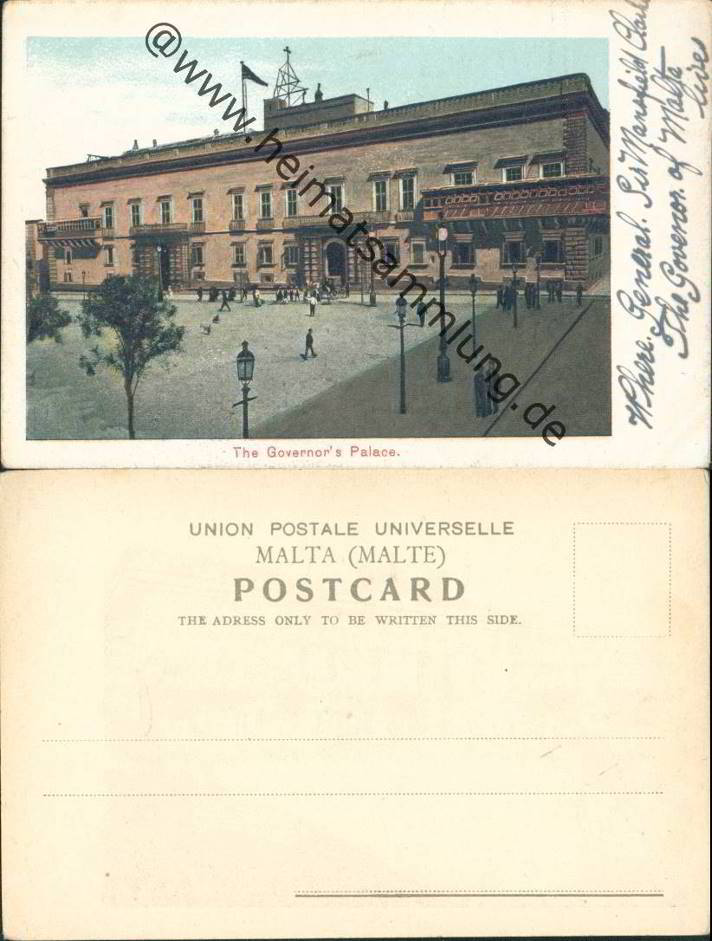 @www.heimatsammlung.de
Where. General. Sir Mansfield Clarke
The Governor. of Malta
lives
The Governor's Palace.
UNION POSTALE UNIVERSELLE
MALTA (MALTE)
POSTCARD
THE ADRESS ONLY TO BE WRITTEN THIS SIDE.